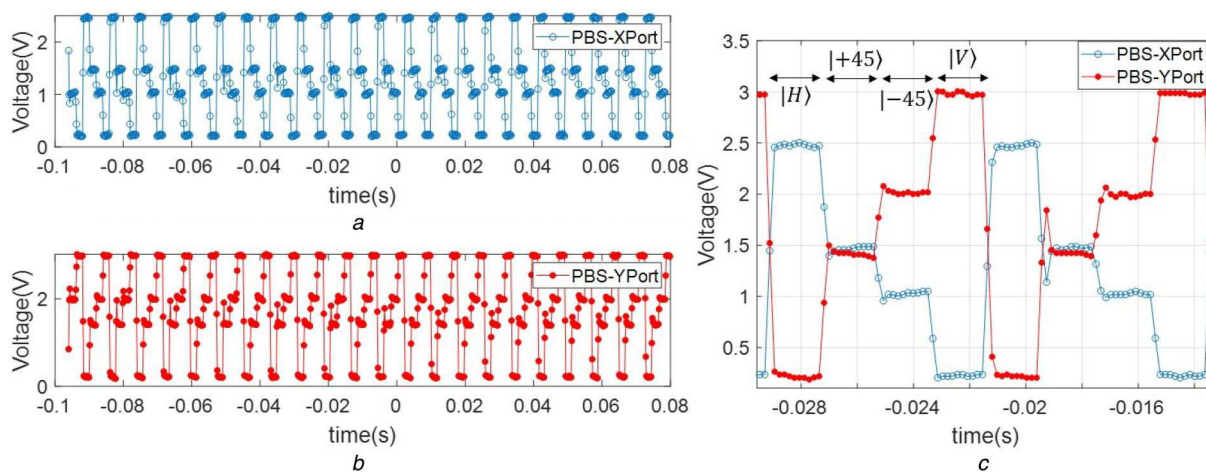 PBS-XPort
Voltage(V)
2
1
0
-0.1 -0.08 -0.06 -0.04 -0.02 0 0.02 0.04 0.06 0.08
time(s)
a
PBS-YPort
Voltage(V)
2
0
-0.1 -0.08 -0.06 -0.04 -0.02 0 0.02 0.04 0.06 0.08
time(s)
b
PBS-XPort
PBS-YPort
|H⟩
|+45⟩
|−45⟩
|V⟩
Voltage(V)
3.5
3
2.5
2
1.5
1
0.5
-0.028 -0.024 -0.02 -0.016
time(s)
c